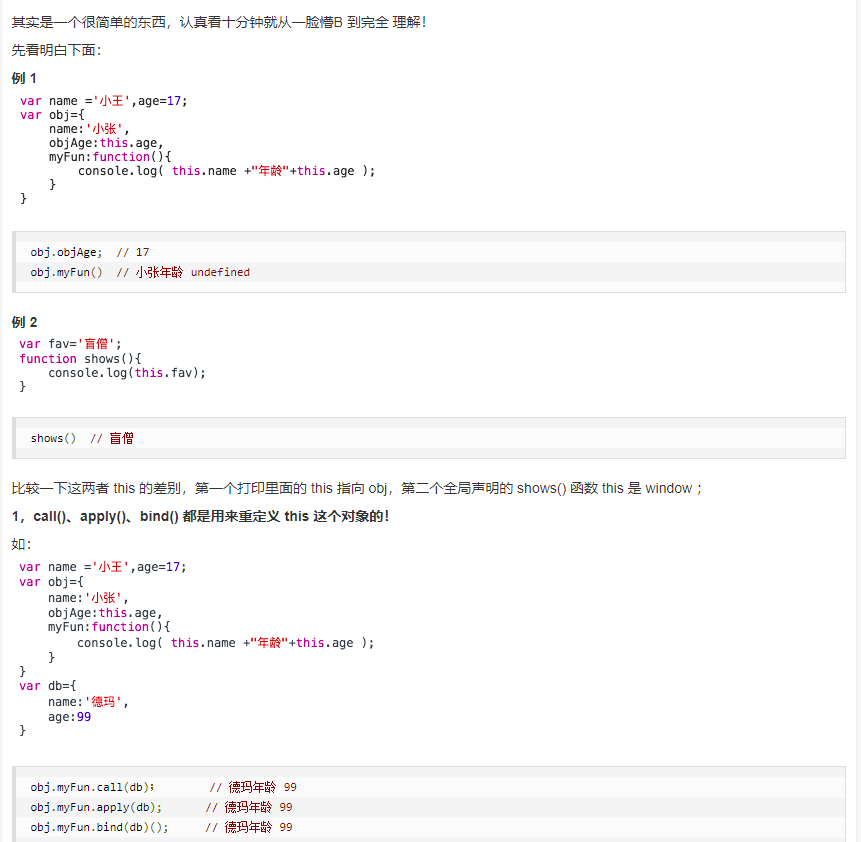 其实是一个很简单的东西，认真看十分钟就从一脸懵B 到完全 理解！
先看明白下面：
例 1
var name ='小王',age=17;
var obj={
    name:'小张',
    objAge:this.age,
    myFun:function(){
        console.log( this.name +"年龄"+this.age );
    }
}
obj.objAge;  // 17
obj.myFun()  // 小张年龄 undefined
例 2
var fav='盲僧';
function shows(){
    console.log(this.fav);
}
shows()  // 盲僧
比较一下这两者 this 的差别，第一个打印里面的 this 指向 obj，第二个全局声明的 shows() 函数 this 是 window ；
1，call()、apply()、bind() 都是用来重定义 this 这个对象的！
如：
var name ='小王',age=17;
var obj={
    name:'小张',
    objAge:this.age,
    myFun:function(){
        console.log( this.name +"年龄"+this.age );
    }
}
var db={
    name:'德玛',
    age:99
}
obj.myFun.call(db);　　　　// 德玛年龄 99
obj.myFun.apply(db);　　　 // 德玛年龄 99
obj.myFun.bind(db)();　　　// 德玛年龄 99